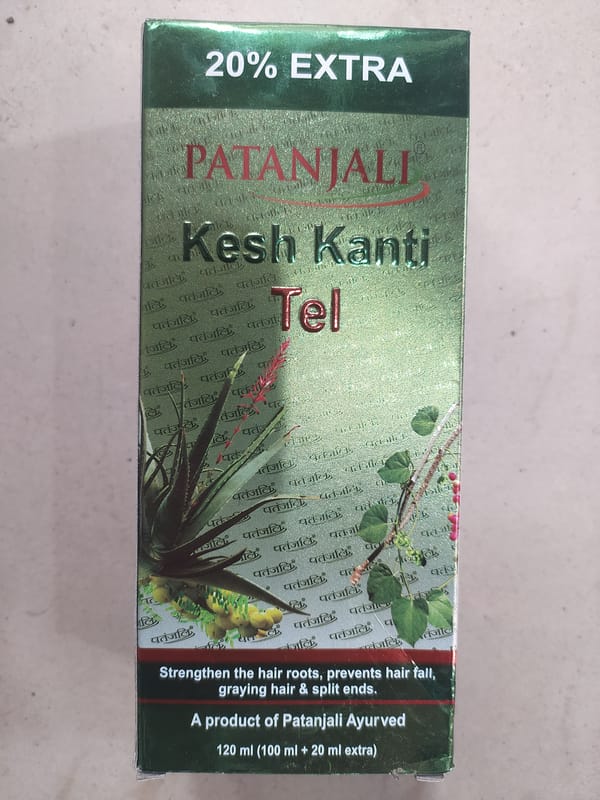 20% EXTRA
PATANJALI®
Kesh Kanti
Tel
Strengthen the hair roots, prevents hair fall,
graying hair & split ends.
A product of Patanjali Ayurved
120 ml (100 ml + 20 ml extra)